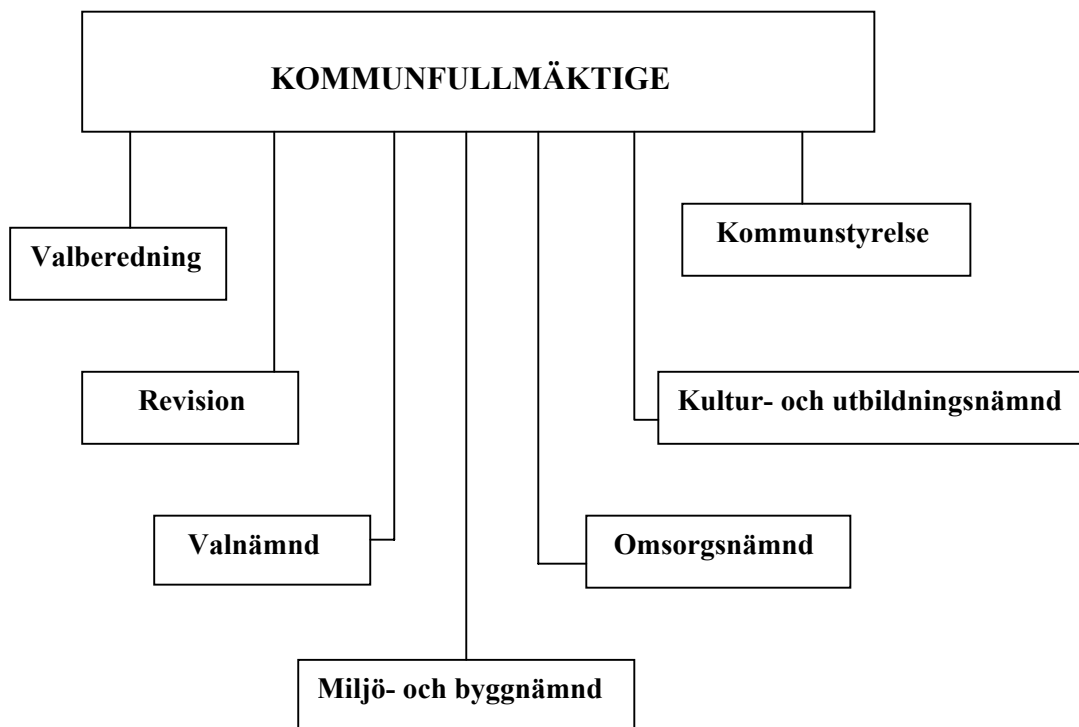 KOMMUNFULLMÄKTIGE
Kommunstyrelse
Valberedning
Revision
Kultur- och utbildningsnämnd
Valnämnd
Omsorgsnämnd
Miljö- och byggnämnd